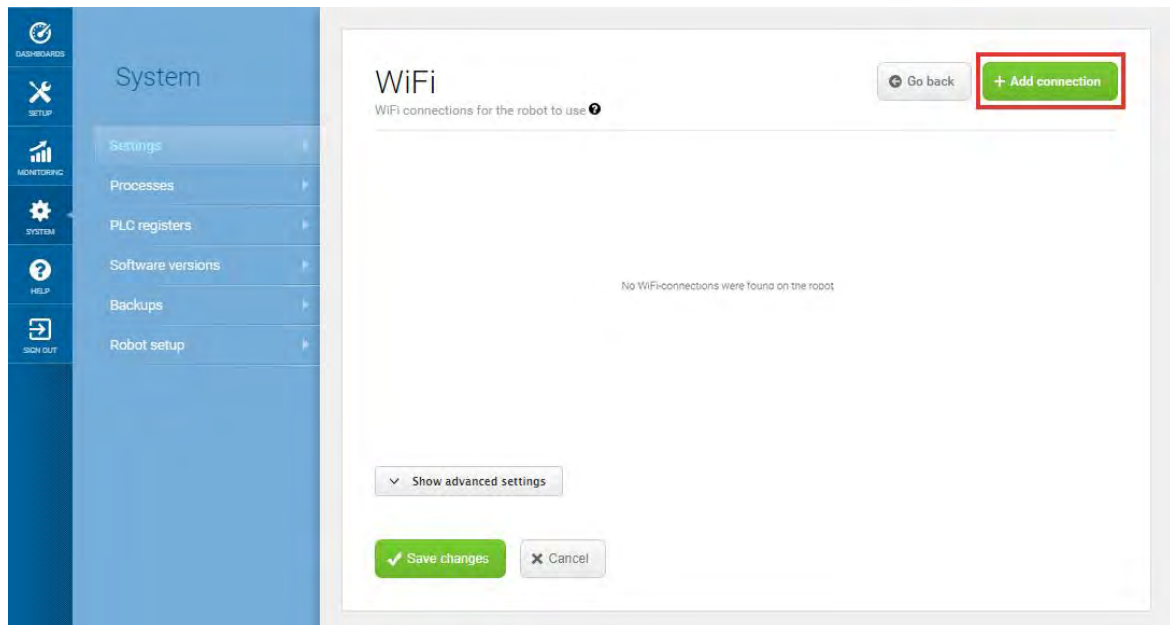 DASHBOARDS
SETUP
MONITORING
SYSTEM
HELP
SIGN OUT
System
Settings
Processes
PLC registers
Software versions
Backups
Robot setup
WiFi
WiFi connections for the robot to use ?
Go back
+ Add connection
No WiFi-connections were found on the robot
Show advanced settings
Save changes
Cancel